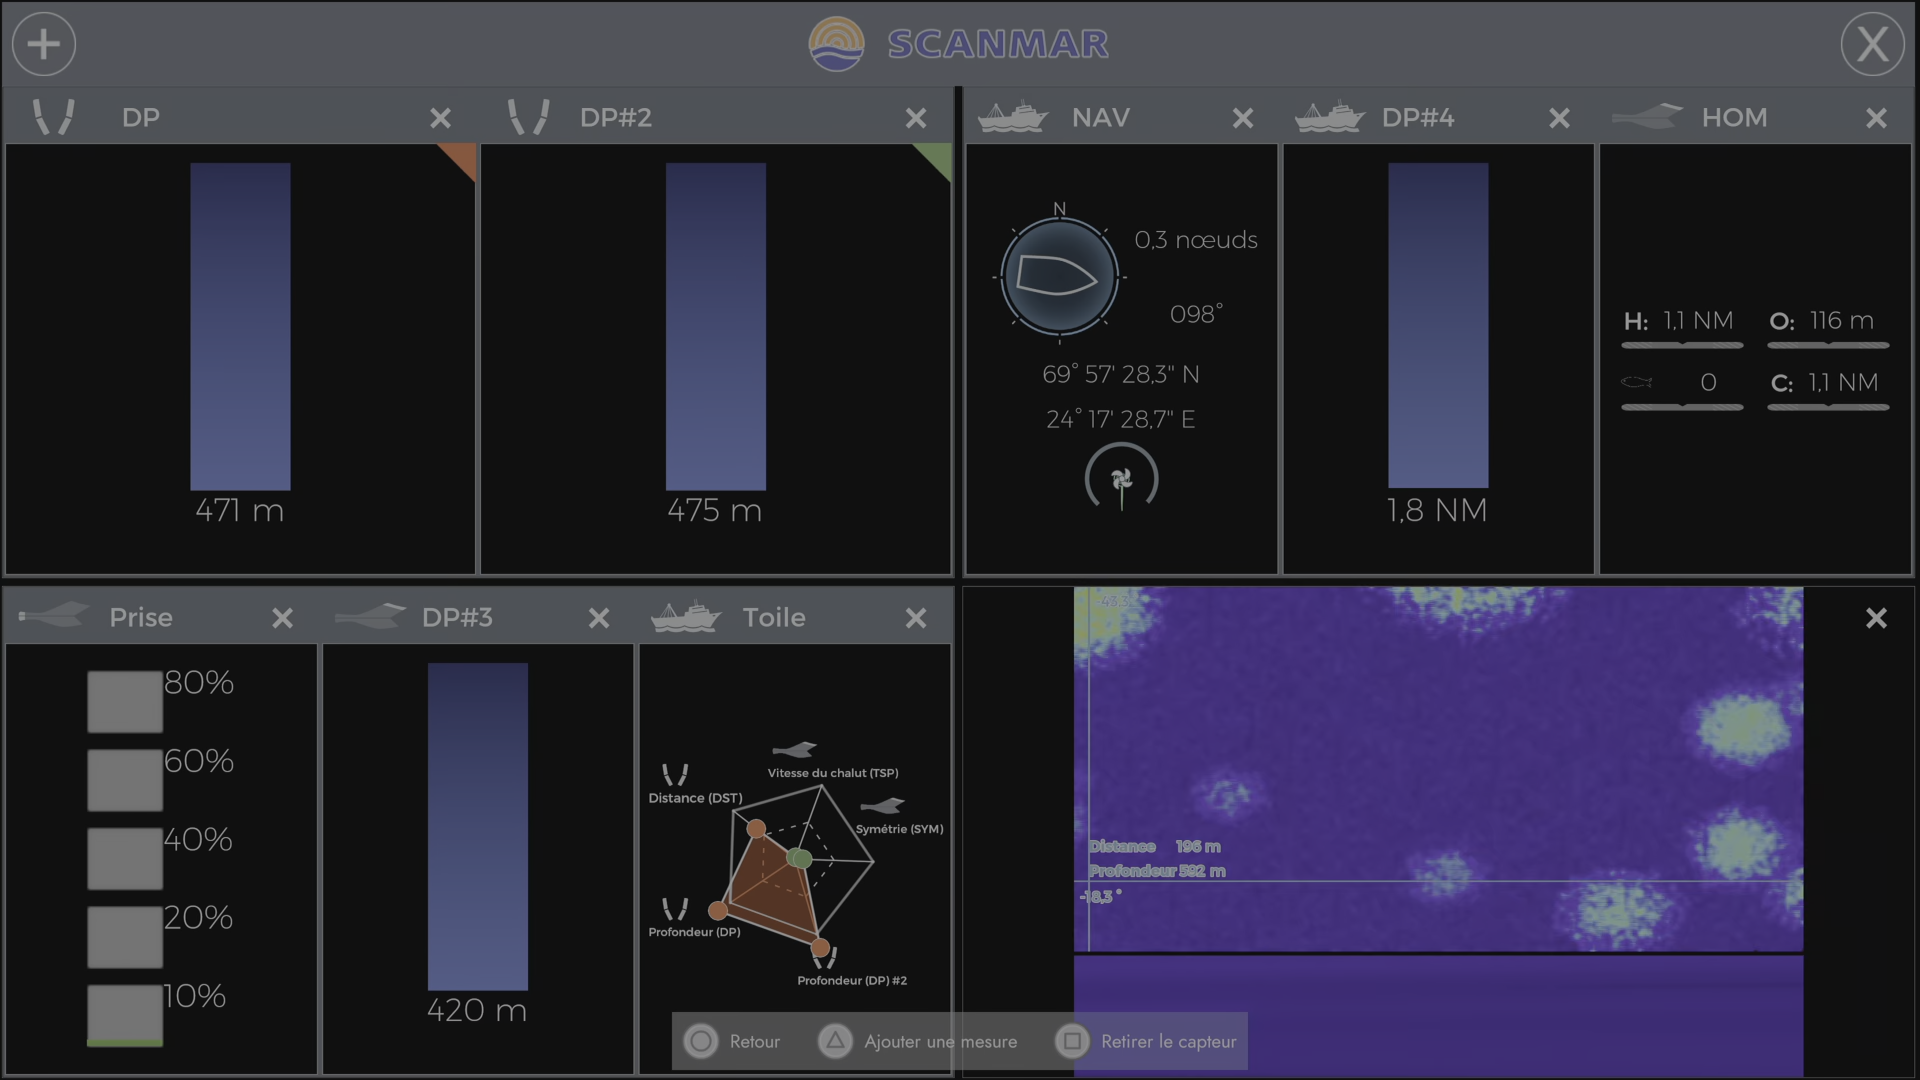 SCANMAR
DP
DP#2
NAV
DP#4
HOM
471 m
475 m
N
0,3 nœuds
098°
69° 57' 28,3" N
24° 17' 28,7" E
1,8 NM
H: 1,1 NM
O: 116 m
0
C: 1,1 NM
Prise
DP#3
Toile
80%
60%
40%
20%
10%
420 m
Vitesse du chalut (TSP)
Distance (DST)
Symétrie (SYM)
Profondeur (DP)
Profondeur (DP) #2
-43,3
Distance 196 m
Profondeur 592 m
-18,3 °
Retour
Ajouter une mesure
Retirer le capteur